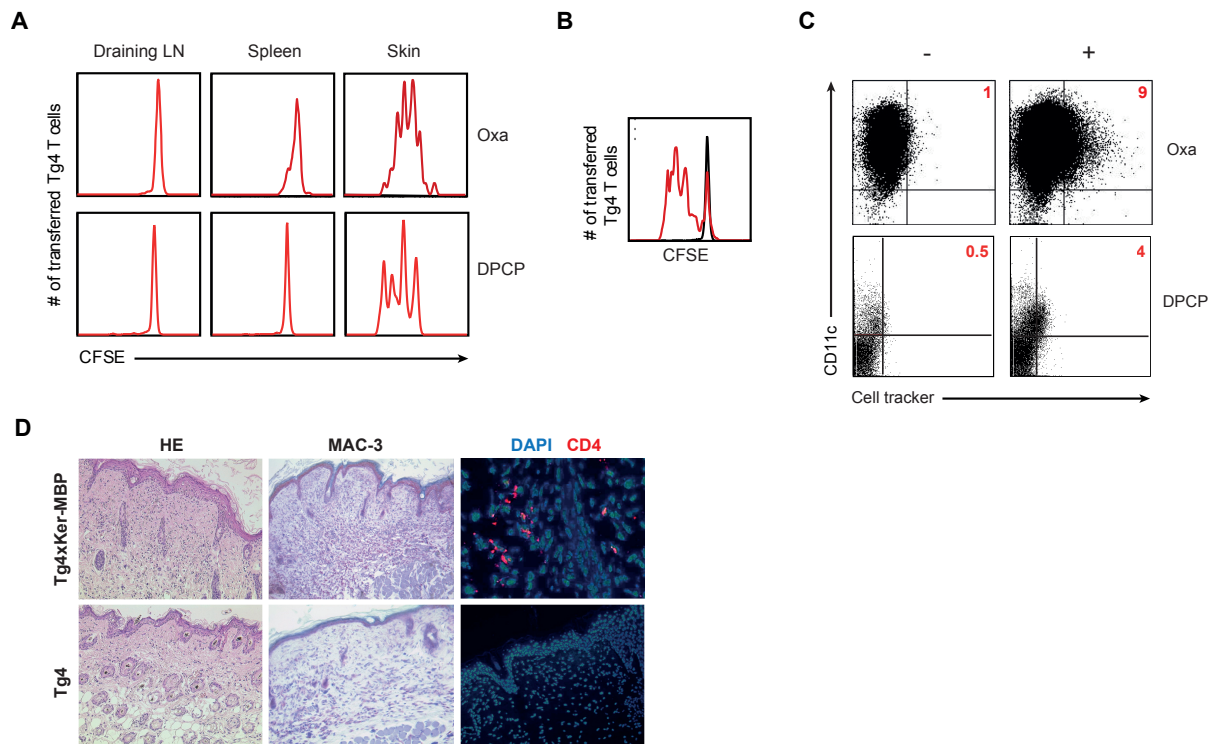 A
Draining LN
Spleen
Skin
# of transferred Tg4 T cells
Oxa
DPCP
CFSE
B
# of transferred
Tg4 T cells
CFSE
C
-
+
1
9
Oxa
0.5
4
DPCP
CD11c
Cell tracker
D
HE
MAC-3
DAPI CD4
Tg4xKer-MBP
Tg4